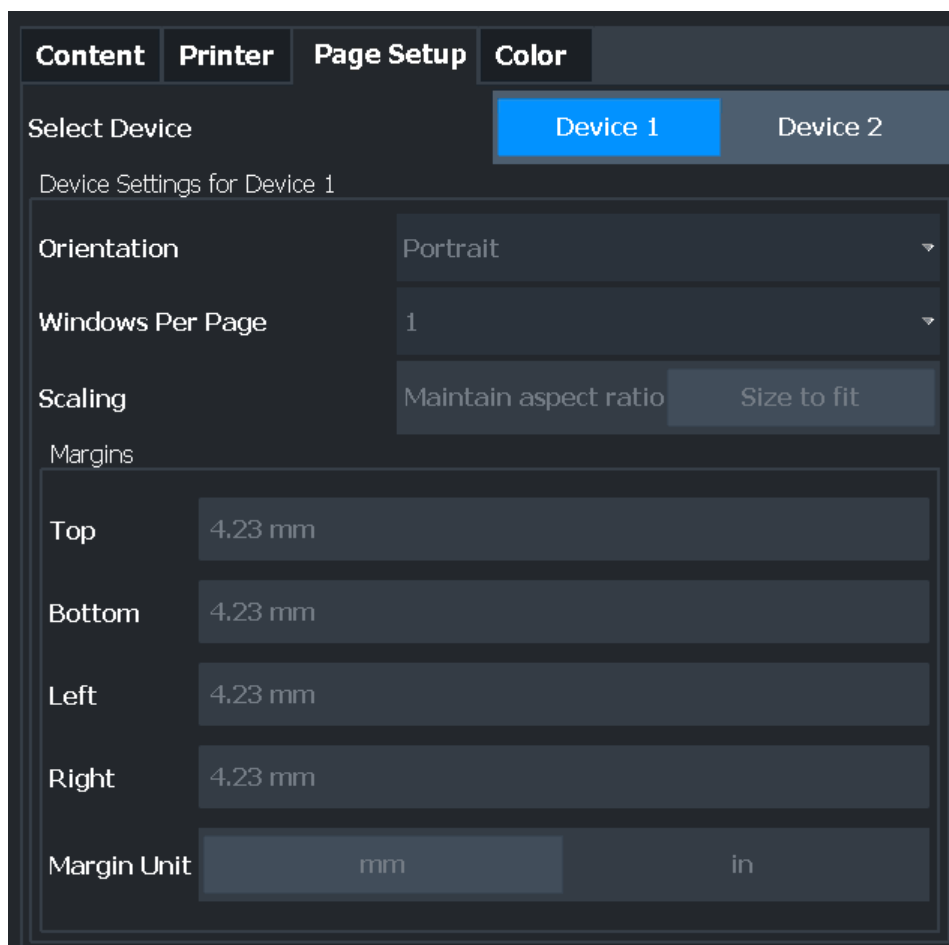 Content Printer Page Setup Color
Select Device Device 1 Device 2
Device Settings for Device 1
Orientation Portrait
Windows Per Page 1
Scaling Maintain aspect ratio Size to fit
Margins
Top 4.23 mm
Bottom 4.23 mm
Left 4.23 mm
Right 4.23 mm
Margin Unit mm in